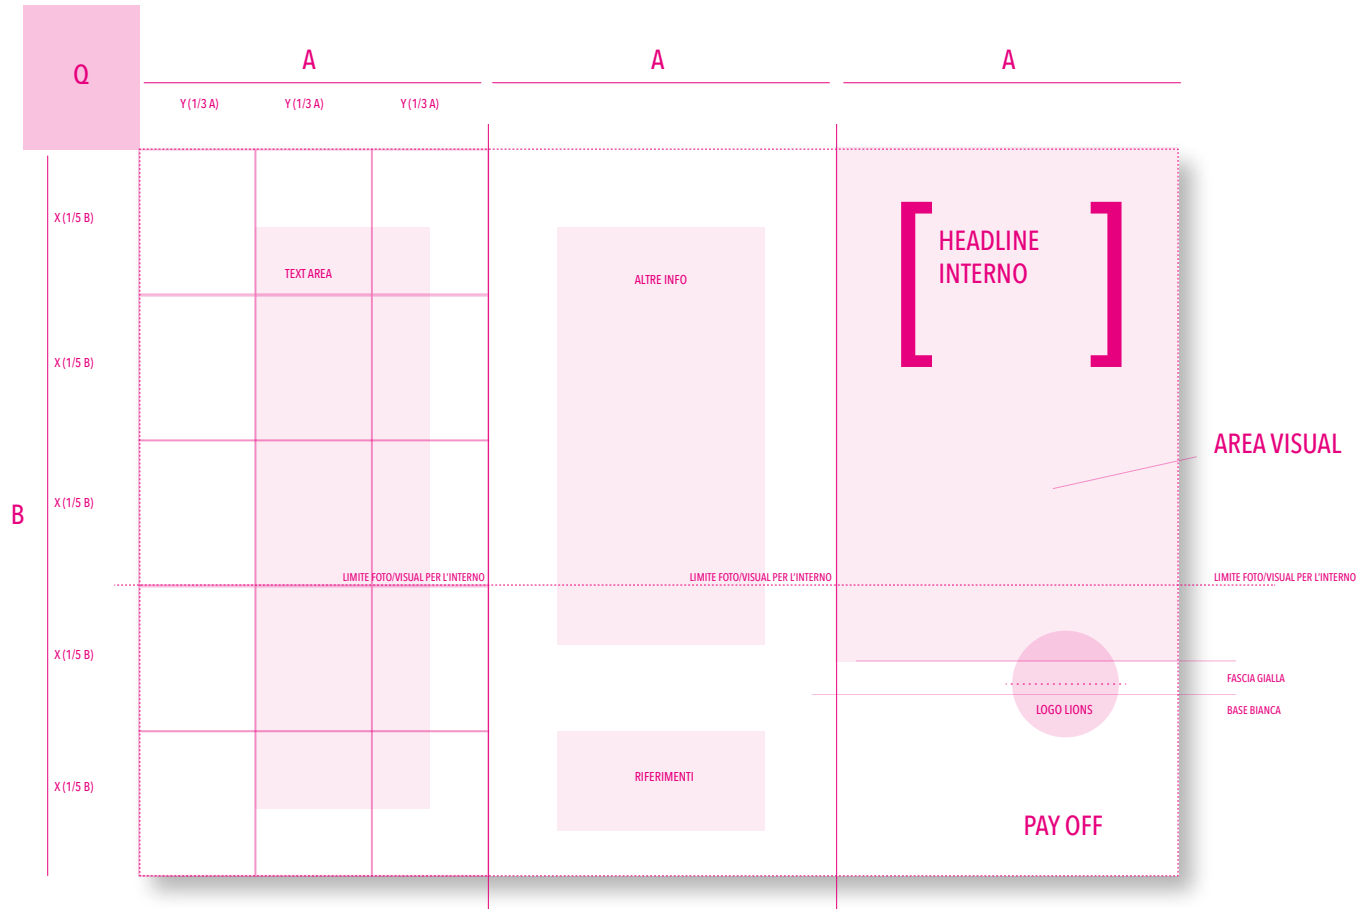 Q
A
A
A
Y (1/3 A)
Y (1/3 A)
Y (1/3 A)
B
X (1/5 B)
X (1/5 B)
X (1/5 B)
X (1/5 B)
X (1/5 B)
TEXT AREA
LIMITE FOTO/VISUAL PER L'INTERNO
ALTRE INFO
LIMITE FOTO/VISUAL PER L'INTERNO
RIFERIMENTI
HEADLINE
INTERNO
AREA VISUAL
LIMITE FOTO/VISUAL PER L'INTERNO
FASCIA GIALLA
BASE BIANCA
LOGO LIONS
PAY OFF